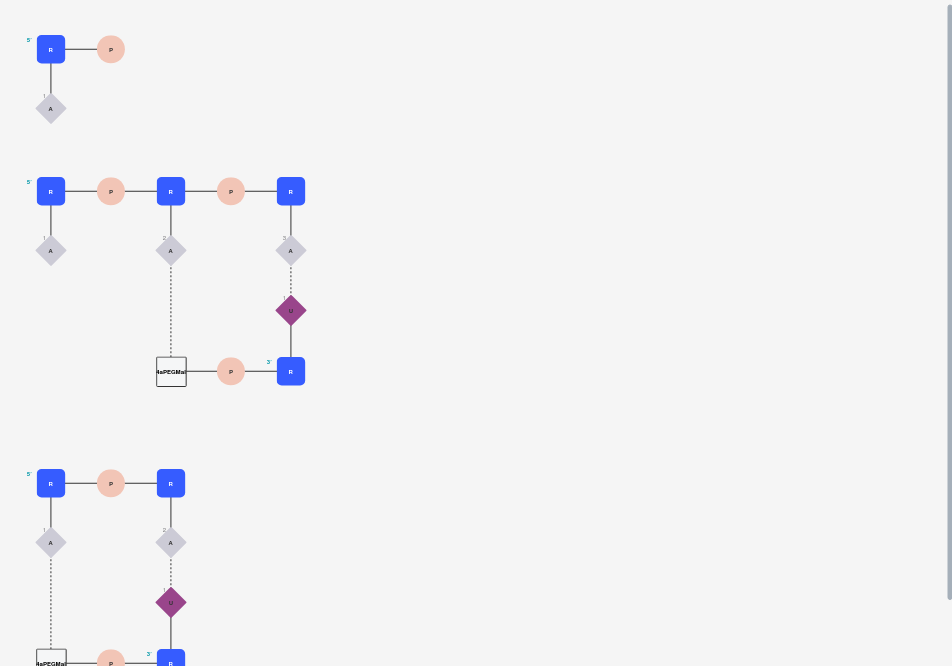 5'
R P
1
A
5'
R P R P R
1 2 3
A A A
1
U
3'
4aPEGMal P R
5'
R P R
1 2
A A
1
U
3'
4aPEGMal P R